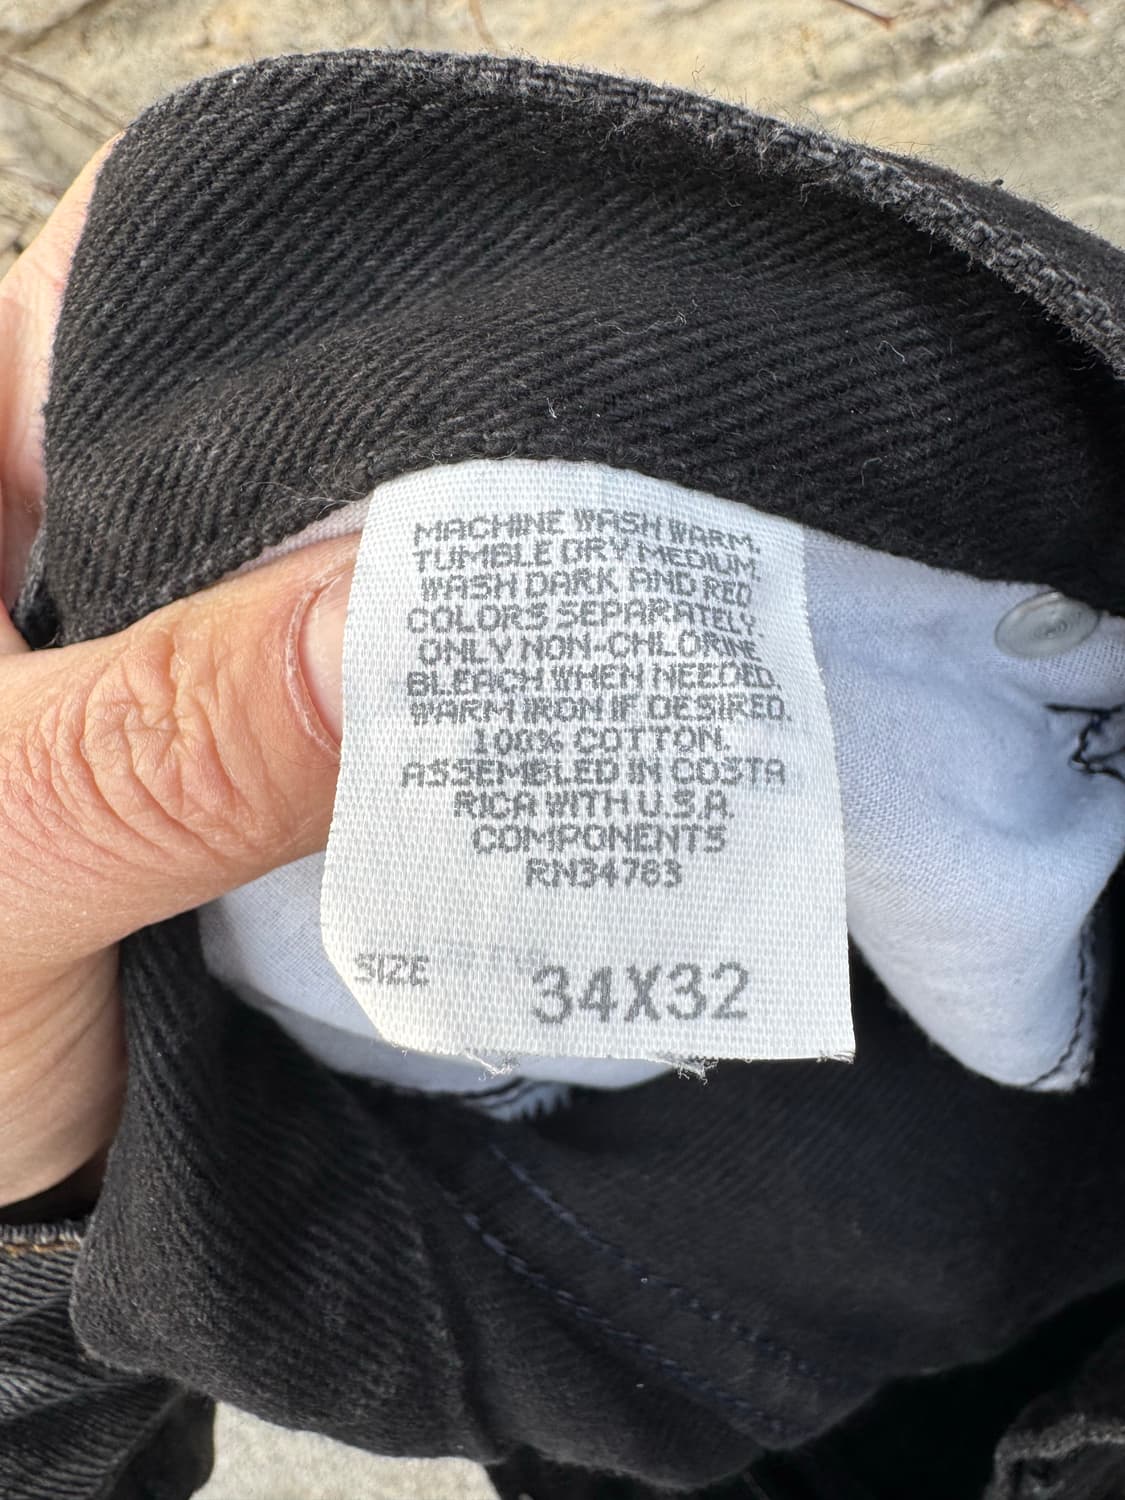 MACHINE WASH WARM.
TUMBLE DRY MEDIUM.
WASH DARK AND RED
COLORS SEPARATELY.
ONLY NON-CHLORINE
BLEACH WHEN NEEDED.
WARM IRON IF DESIRED.
100% COTTON.
ASSEMBLED IN COSTA
RICA WITH U.S.A.
COMPONENTS
RN34763
SIZE 34X32